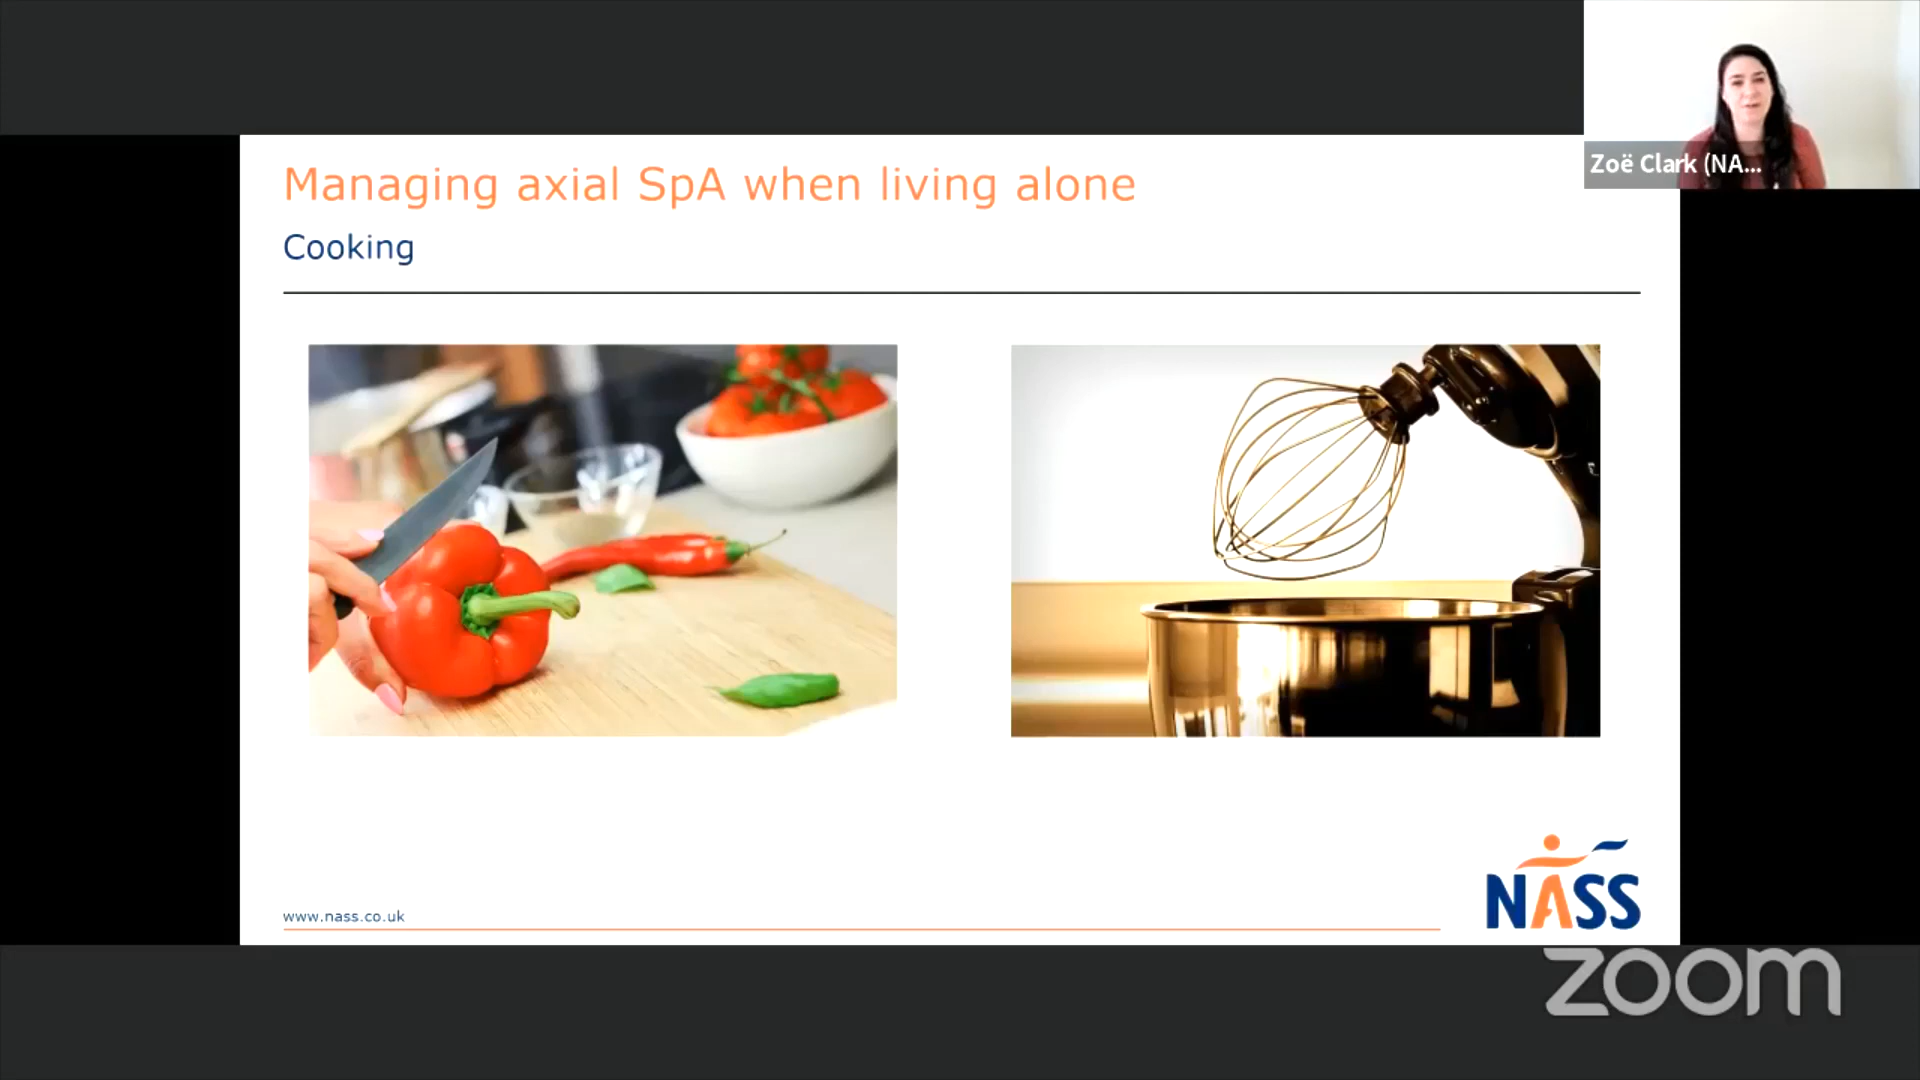 Zoë Clark (NA...
Managing axial SpA when living alone
Cooking
www.nass.co.uk
NASS
zoom